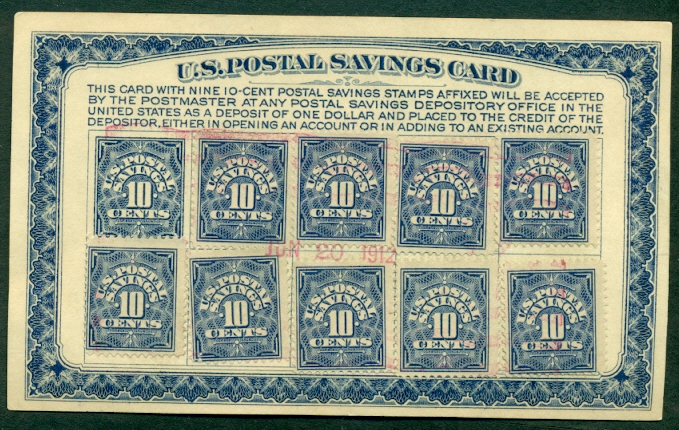 U.S. POSTAL SAVINGS CARD
THIS CARD WITH NINE 10-CENT POSTAL SAVINGS STAMPS AFFIXED WILL BE ACCEPTED
BY THE POSTMASTER AT ANY POSTAL SAVINGS DEPOSITORY OFFICE IN THE
UNITED STATES AS A DEPOSIT OF ONE DOLLAR AND PLACED TO THE CREDIT OF THE
DEPOSITOR, EITHER IN OPENING AN ACCOUNT OR IN ADDING TO AN EXISTING ACCOUNT.
U.S. POSTAL
SAVINGS
10
CENTS
U.S. POSTAL
SAVINGS
10
CENTS
U.S. POSTAL
SAVINGS
10
CENTS
U.S. POSTAL
SAVINGS
10
CENTS
U.S. POSTAL
SAVINGS
10
CENTS
JUN 20 1912
U.S. POSTAL
SAVINGS
10
CENTS
U.S. POSTAL
SAVINGS
10
CENTS
U.S. POSTAL
SAVINGS
10
CENTS
U.S. POSTAL
SAVINGS
10
CENTS
U.S. POSTAL
SAVINGS
10
CENTS